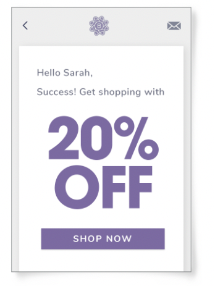 Hello Sarah,
Success! Get shopping with
20%
OFF
SHOP NOW